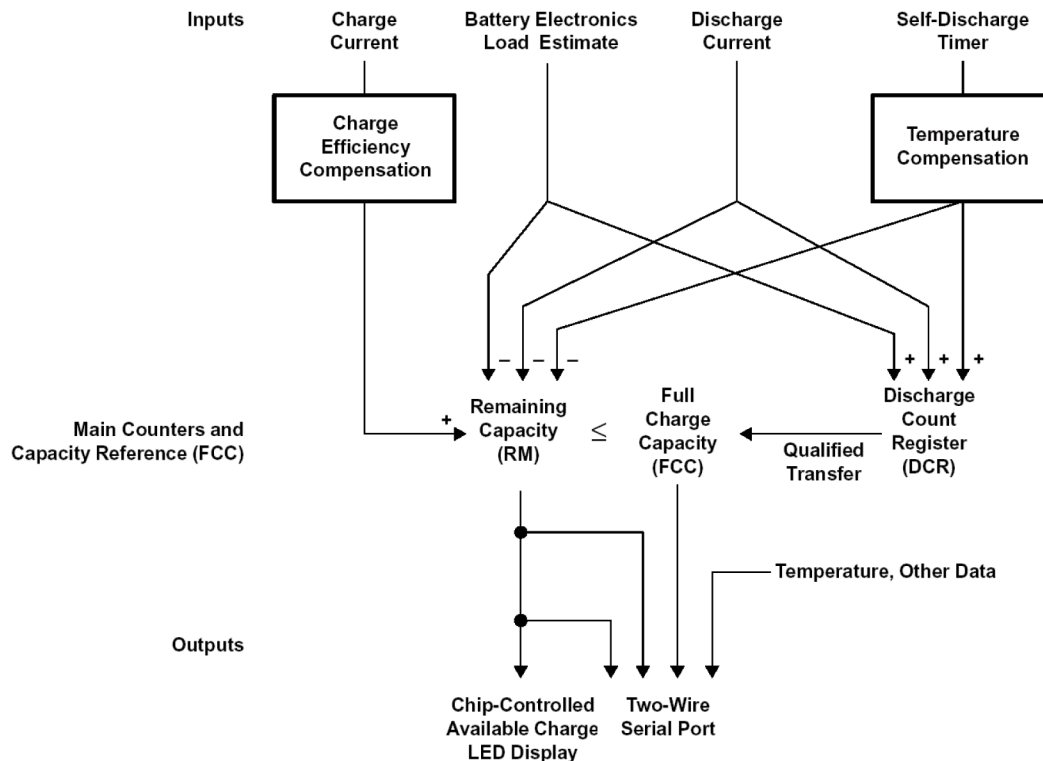 Inputs
Charge
Current
Battery Electronics
Load Estimate
Discharge
Current
Self-Discharge
Timer
Charge
Efficiency
Compensation
Temperature
Compensation
– – –
+ + +
Main Counters and
Capacity Reference (FCC)
+
Remaining
Capacity
(RM)
≤
Full
Charge
Capacity
(FCC)
Qualified
Transfer
Discharge
Count
Register
(DCR)
Temperature, Other Data
Outputs
Chip-Controlled
Available Charge
LED Display
Two-Wire
Serial Port